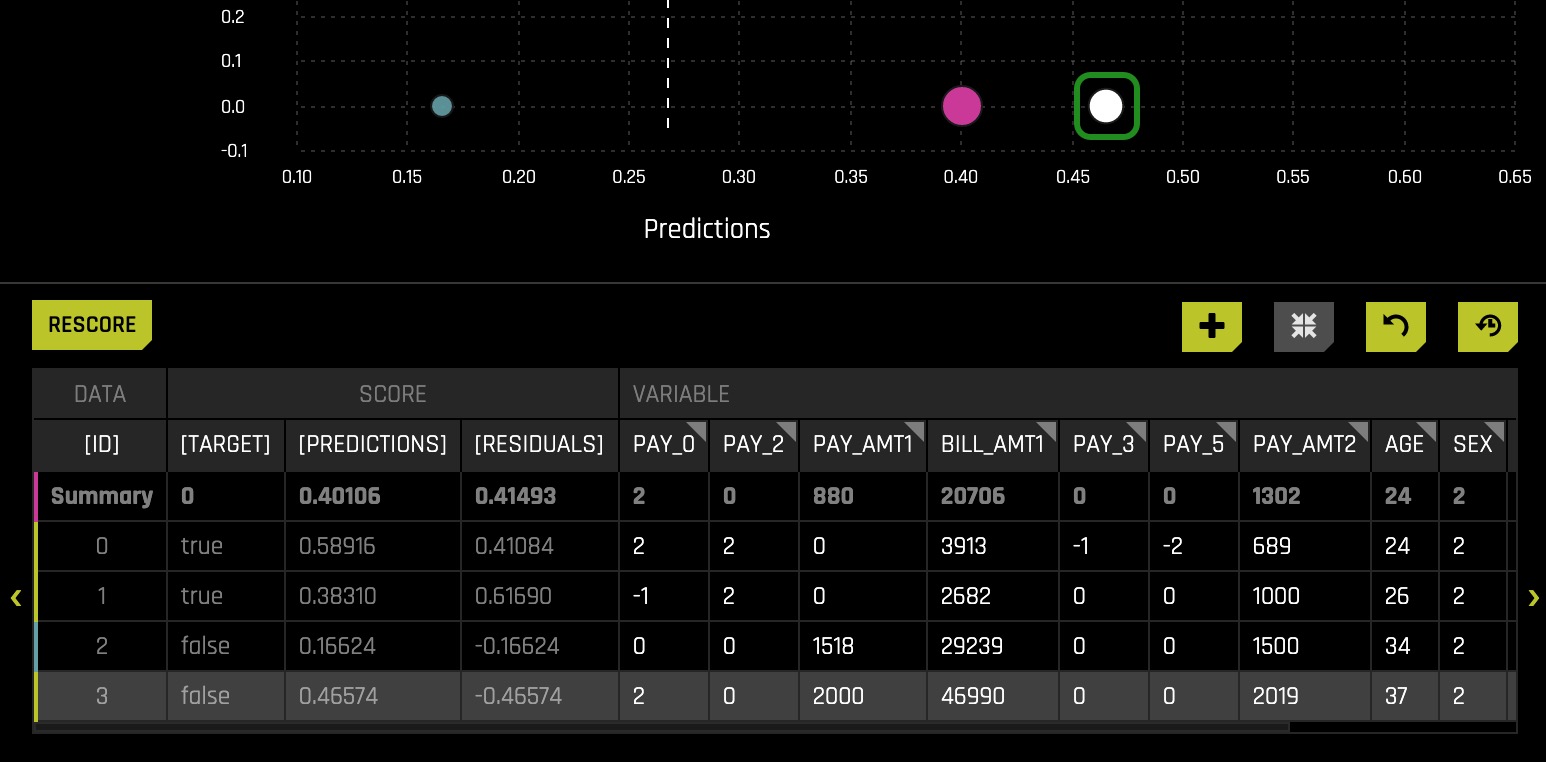 0.2
0.1
0.0
-0.1
0.10 0.15 0.20 0.25 0.30 0.35 0.40 0.45 0.50 0.55 0.60 0.65
Predictions
RESCORE
DATA SCORE VARIABLE
[ID] [TARGET] [PREDICTIONS] [RESIDUALS] PAY_0 PAY_2 PAY_AMT1 BILL_AMT1 PAY_3 PAY_5 PAY_AMT2 AGE SEX
Summary 0 0.40106 0.41493 2 0 880 20706 0 0 1302 24 2
0 true 0.58916 0.41084 2 2 0 3913 -1 -2 689 24 2
1 true 0.38310 0.61690 -1 2 0 2682 0 0 1000 26 2
2 false 0.16624 -0.16624 0 0 1518 29239 0 0 1500 34 2
3 false 0.46574 -0.46574 2 0 2000 46990 0 0 2019 37 2